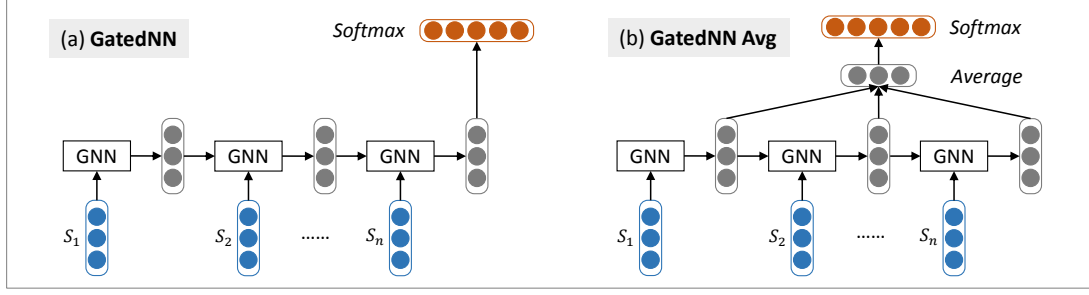 (a) GatedNN
Softmax
GNN
GNN
GNN
S1
S2
......
Sn
(b) GatedNN Avg
Softmax
Average
GNN
GNN
GNN
S1
S2
......
Sn